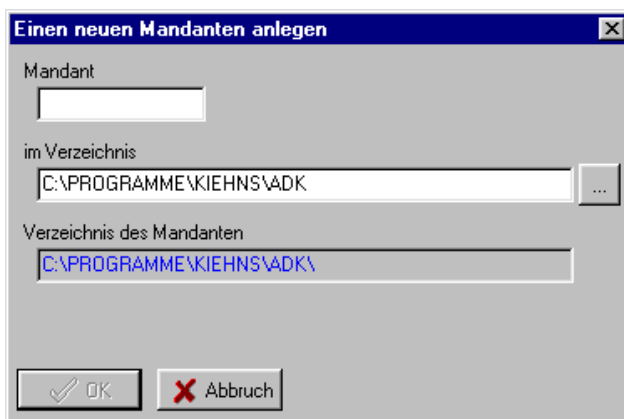 Einen neuen Mandanten anlegen
Mandant
im Verzeichnis
C:\PROGRAMME\KIEHNS\ADK
...
Verzeichnis des Mandanten
C:\PROGRAMME\KIEHNS\ADK\
OK
Abbruch